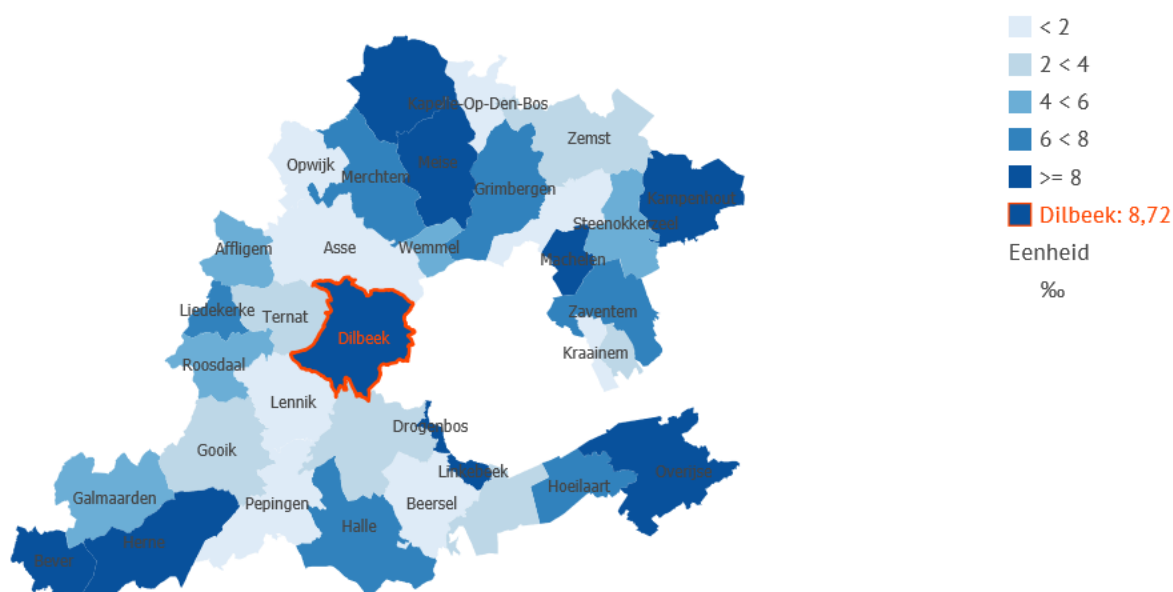 < 2
2 < 4
4 < 6
6 < 8
>= 8
Dilbeek: 8,72
Eenheid
‰
Kapelle-Op-Den-Bos
Zemst
Opwijk
Merchtem
Meise
Grimbergen
Kampenhout
Steenokkerzeel
Affligem
Asse
Wemmel
Machelen
Liedekerke
Ternat
Zaventem
Dilbeek
Kraainem
Roosdaal
Lennik
Drogenbos
Gooik
Linkebeek
Overijse
Galmaarden
Hoeilaart
Pepingen
Beersel
Halle
Herne
Bever